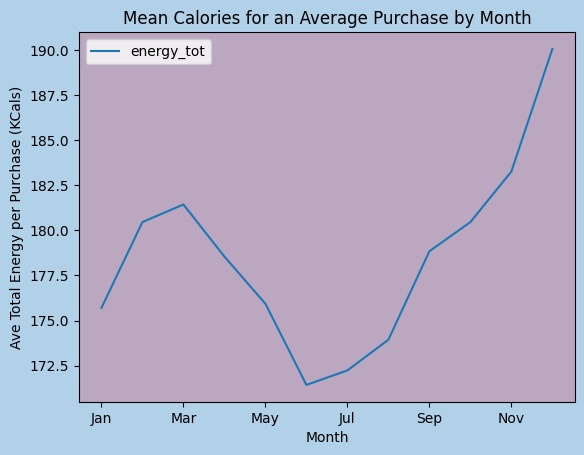 Mean Calories for an Average Purchase by Month
energy_tot
190.0
187.5
185.0
182.5
180.0
177.5
175.0
172.5
Ave Total Energy per Purchase (KCals)
Jan Mar May Jul Sep Nov
Month